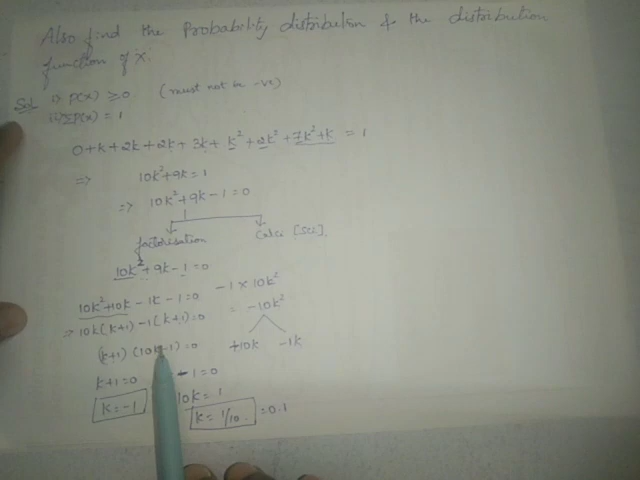 Also find the Probability distribution & the distribution
function of X.
Sol: i) P(x) ≥ 0 (must not be -ve)
ii) ΣP(x) = 1
0+k+2k+2k+3k+k²+2k²+7k²+k = 1
=> 10k²+9k=1
=> 10k²+9k-1=0
factorisation Calci
10k²+9k-1=0
10k²+10k-1k-1=0 -1×10k²
=> 10k(k+1)-1(k+1)=0 = -10k²
(k+1)(10k-1)=0 +10k -1k
k+1=0 -1=0
k=-1 10k=1
k=1/10 =0.1